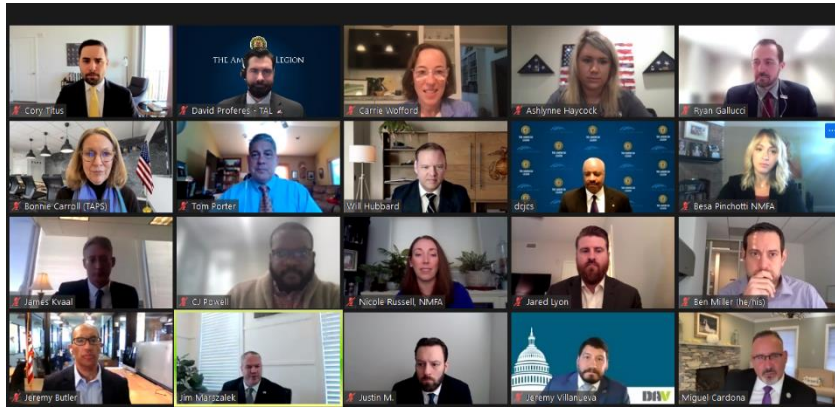 THE AM LEGION
Cory Titus
David Proferes - TAL
Carrie Wofford
Ashlynne Haycock
Ryan Gallucci
Bonnie Carroll (TAPS)
Tom Porter
Will Hubbard
dcjcs
Besa Pinchotti NMFA
James Kvaal
CJ Powell
Nicole Russell, NMFA
Jared Lyon
Ben Miller (he/his)
Jeremy Butler
Jim Marszalek
Justin M.
Jeremy Villanueva
DAV
Miguel Cardona